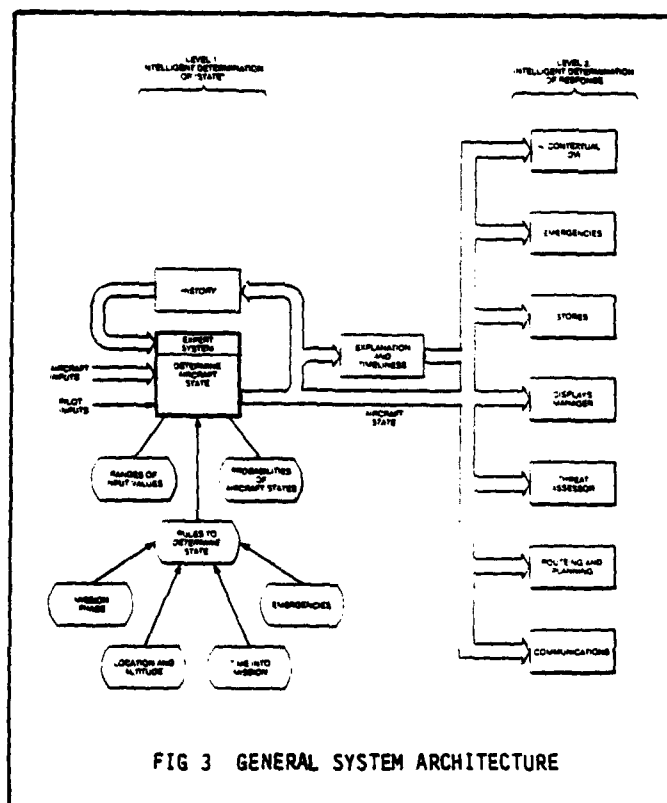 LEVEL 1
INTELLIGENT DETERMINATION
OF "STATE"
LEVEL 2
INTELLIGENT DETERMINATION
OF RESPONSE
CONTEXTUAL
EMERGENCIES
HISTORY
STORES
EXPERT
SYSTEM
DETERMINE
AIRCRAFT
STATE
EXPLANATION
AND
TIMELINESS
AIRCRAFT
INPUTS
PILOT
INPUTS
AIRCRAFT
STATE
DISPLAYS
MANAGER
RANGES OF
INPUT VALUES
PROBABILITIES
OF
AIRCRAFT STATES
THREAT
ASSESSOR
RULES TO
DETERMINE
STATE
ROUTEING AND
PLANNING
MISSION
PHASE
EMERGENCIES
LOCATION AND
ALTITUDE
TIME INTO
MISSION
COMMUNICATIONS
FIG 3 GENERAL SYSTEM ARCHITECTURE